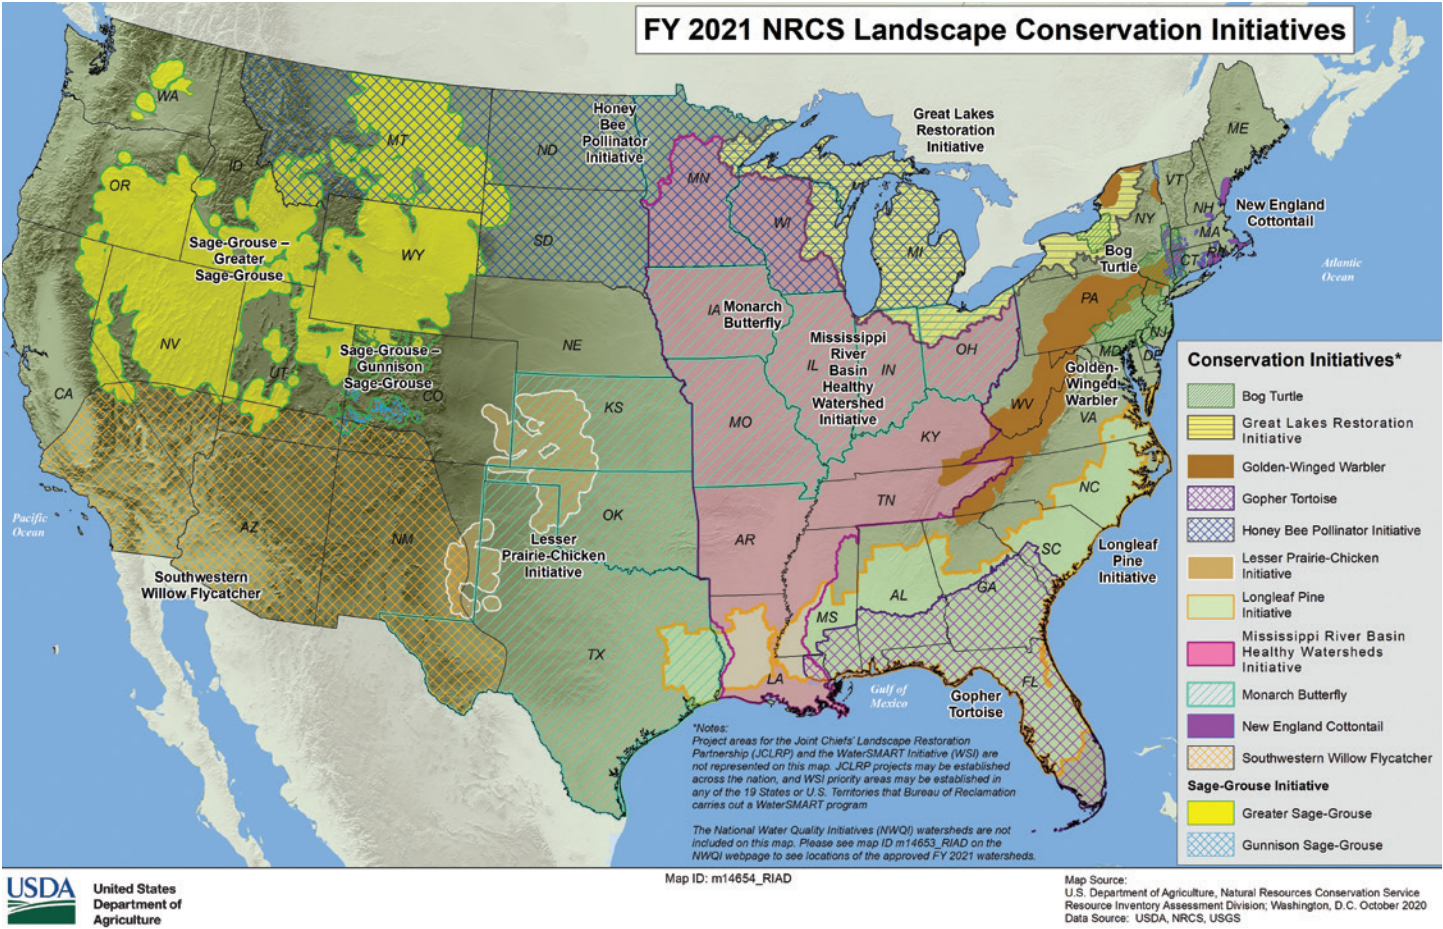 FY 2021 NRCS Landscape Conservation Initiatives
WA
MT
ND
Honey
Bee
Pollinator
Initiative
MN
Great Lakes
Restoration
Initiative
ME
OR
ID
VT
NH
NY
New England
Cottontail
WI
MI
MA
RI
CT
Bog
Turtle
Atlantic
Ocean
Sage-Grouse –
Greater
Sage-Grouse
WY
SD
PA
NJ
NV
UT
Sage-Grouse –
Gunnison
Sage-Grouse
CO
NE
IA
Monarch
Butterfly
Mississippi
River
Basin
Healthy
Watershed
Initiative
IL
IN
OH
MD
DE
Golden-
Winged
Warbler
WV
VA
CA
KS
MO
KY
Pacific
Ocean
AZ
NM
OK
Lesser
Prairie-Chicken
Initiative
AR
TN
NC
SC
Longleaf
Pine
Initiative
Southwestern
Willow Flycatcher
TX
LA
MS
AL
GA
FL
Gulf of
Mexico
Gopher
Tortoise
*Notes:
Project areas for the Joint Chiefs' Landscape Restoration
Partnership (JCLRP) and the WaterSMART Initiative (WSI) are
not represented on this map. JCLRP projects may be established
across the nation, and WSI priority areas may be established in
any of the 19 States or U.S. Territories that Bureau of Reclamation
carries out a WaterSMART program
The National Water Quality Initiatives (NWQI) watersheds are not
included on this map. Please see map ID m14653_RIAD on the
NWQI webpage to see locations of the approved FY 2021 watersheds.
Conservation Initiatives*
Bog Turtle
Great Lakes Restoration
Initiative
Golden-Winged Warbler
Gopher Tortoise
Honey Bee Pollinator Initiative
Lesser Prairie-Chicken
Initiative
Longleaf Pine
Initiative
Mississippi River Basin
Healthy Watersheds
Initiative
Monarch Butterfly
New England Cottontail
Southwestern Willow Flycatcher
Sage-Grouse Initiative
Greater Sage-Grouse
Gunnison Sage-Grouse
USDA
United States
Department of
Agriculture
Map ID: m14654_RIAD
Map Source:
U.S. Department of Agriculture, Natural Resources Conservation Service
Resource Inventory Assessment Division; Washington, D.C. October 2020
Data Source: USDA, NRCS, USGS